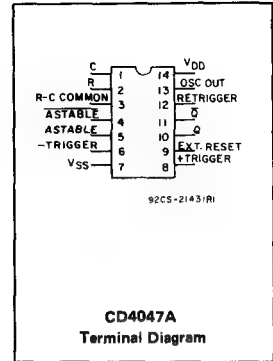 C 1 14 VDD
R 2 13 OSC OUT
R-C COMMON 3 12 RETRIGGER
ASTABLE 4 11 Q̅
ASTABLE 5 10 Q
-TRIGGER 6 9 EXT. RESET
VSS 7 8 +TRIGGER
92CS-21431R1
CD4047A
Terminal Diagram